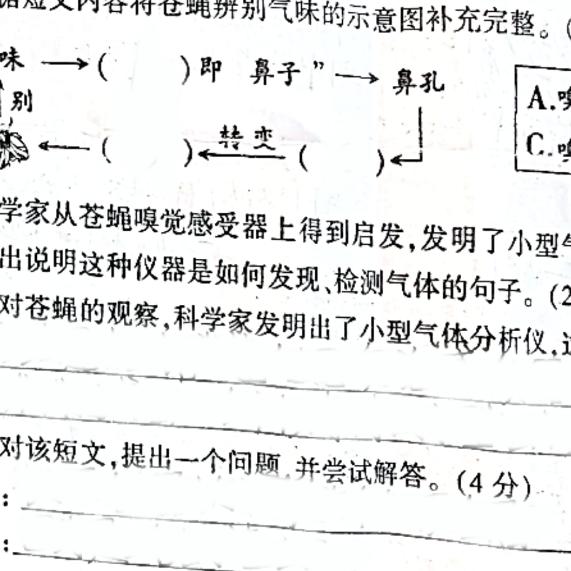 据短文内容将苍蝇辨别气味的示意图补充完整。(
味 → ( )即 鼻子” → 鼻孔
别
← ( ) ← 转变 ( ) ←
A.嗅
C.嗅
学家从苍蝇嗅觉感受器上得到启发,发明了小型气
出说明这种仪器是如何发现、检测气体的句子。(2
对苍蝇的观察,科学家发明出了小型气体分析仪,这
对该短文,提出一个问题,并尝试解答。(4分)
:
: